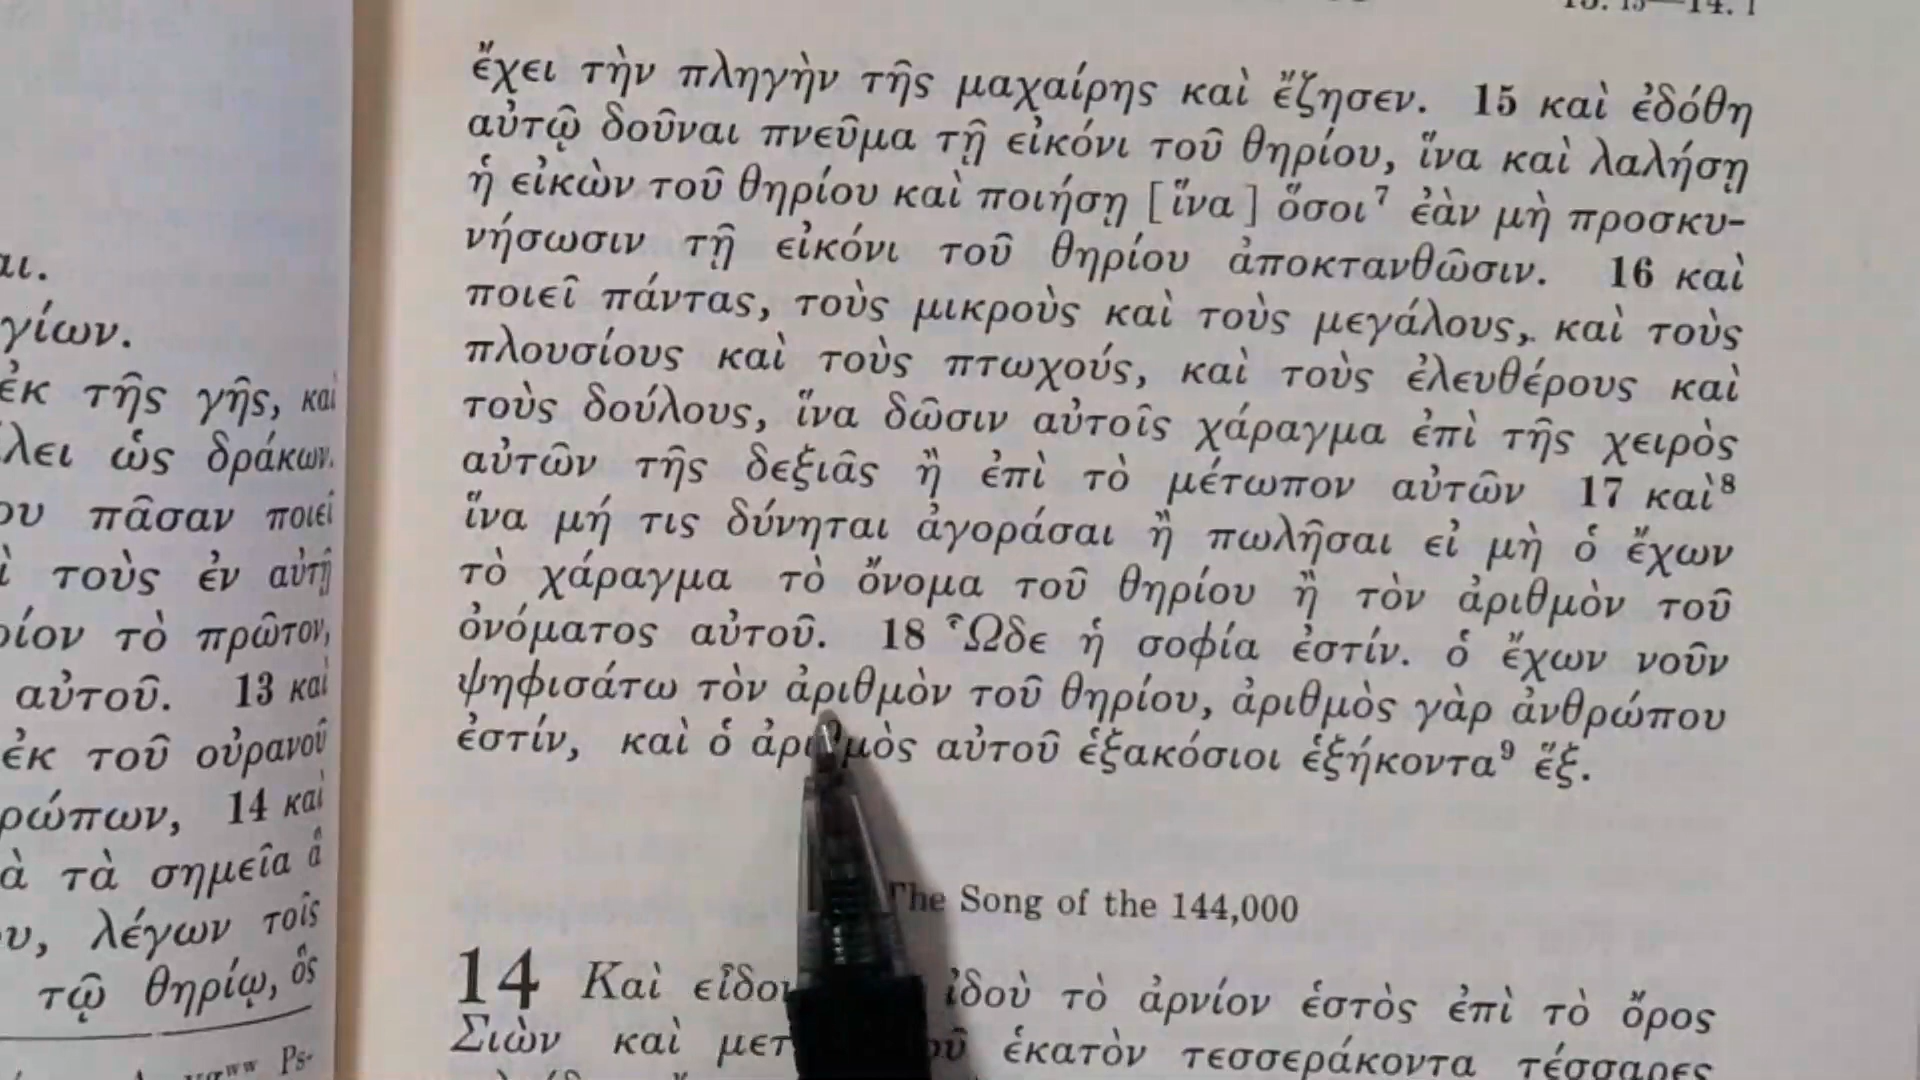 αι.
γίων.
ἐκ τῆς γῆς, καὶ
λει ὡς δράκων.
ου πᾶσαν ποιεῖ
ὶ τοὺς ἐν αὐτῇ
ρίον τὸ πρῶτον,
αὐτοῦ. 13 καὶ
ἐκ τοῦ οὐρανοῦ
ρώπων, 14 καὶ
ὰ τὰ σημεῖα ἃ
υ, λέγων τοῖς
τῷ θηρίῳ, ὃς
Ps-
ἔχει τὴν πληγὴν τῆς μαχαίρης καὶ ἔζησεν. 15 καὶ ἐδόθη
αὐτῷ δοῦναι πνεῦμα τῇ εἰκόνι τοῦ θηρίου, ἵνα καὶ λαλήσῃ
ἡ εἰκὼν τοῦ θηρίου καὶ ποιήσῃ [ἵνα] ὅσοι⁷ ἐὰν μὴ προσκυ-
νήσωσιν τῇ εἰκόνι τοῦ θηρίου ἀποκτανθῶσιν. 16 καὶ
ποιεῖ πάντας, τοὺς μικροὺς καὶ τοὺς μεγάλους, καὶ τοὺς
πλουσίους καὶ τοὺς πτωχούς, καὶ τοὺς ἐλευθέρους καὶ
τοὺς δούλους, ἵνα δῶσιν αὐτοῖς χάραγμα ἐπὶ τῆς χειρὸς
αὐτῶν τῆς δεξιᾶς ἢ ἐπὶ τὸ μέτωπον αὐτῶν 17 καὶ⁸
ἵνα μή τις δύνηται ἀγοράσαι ἢ πωλῆσαι εἰ μὴ ὁ ἔχων
τὸ χάραγμα τὸ ὄνομα τοῦ θηρίου ἢ τὸν ἀριθμὸν τοῦ
ὀνόματος αὐτοῦ. 18 Ὧδε ἡ σοφία ἐστίν. ὁ ἔχων νοῦν
ψηφισάτω τὸν ἀριθμὸν τοῦ θηρίου, ἀριθμὸς γὰρ ἀνθρώπου
ἐστίν, καὶ ὁ ἀριθμὸς αὐτοῦ ἑξακόσιοι ἑξήκοντα⁹ ἕξ.
The Song of the 144,000
14 Καὶ εἶδον ἰδοὺ τὸ ἀρνίον ἑστὸς ἐπὶ τὸ ὄρος
Σιὼν καὶ ἑκατὸν τεσσεράκοντα τέσσαρες